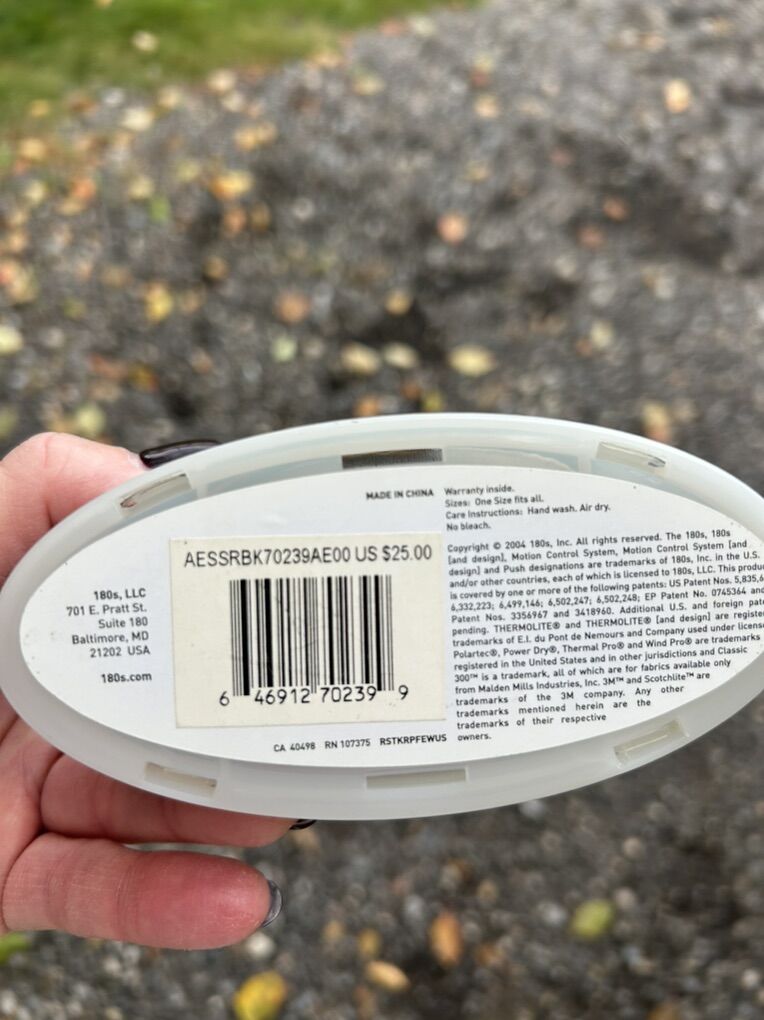 MADE IN CHINA
Warranty inside.
Sizes: One Size fits all.
Care Instructions: Hand wash. Air dry.
No bleach.
180s, LLC
701 E. Pratt St.
Suite 180
Baltimore, MD
21202 USA
180s.com
AESSRBK70239AE00 US $25.00
6 46912 70239 9
CA 40498 RN 107375 RSTKRPFEWUS
Copyright © 2004 180s, Inc. All rights reserved. The 180s, 180s
[and design], Motion Control System, Motion Control System [and
design] and Push designations are trademarks of 180s, Inc. in the U.S.
and/or other countries, each of which is licensed to 180s, LLC. This
is covered by one or more of the following patents: US Patent Nos.
6,332,223; 6,499,146; 6,502,247; 6,502,248; EP Patent No. 0745364 and
Patent Nos. 3356967 and 3418960. Additional U.S. and foreign
pending. THERMOLITE® and THERMOLITE® [and design] are
trademarks of E.I. du Pont de Nemours and Company used under
Polartec®, Power Dry®, Thermal Pro® and Wind Pro® are trademarks
registered in the United States and in other jurisdictions and Classic
300™ is a trademark, all of which are for fabrics available only
from Malden Mills Industries, Inc. 3M™ and Scotchlite™ are
trademarks of the 3M company. Any other
trademarks mentioned herein are the
trademarks of their respective
owners.